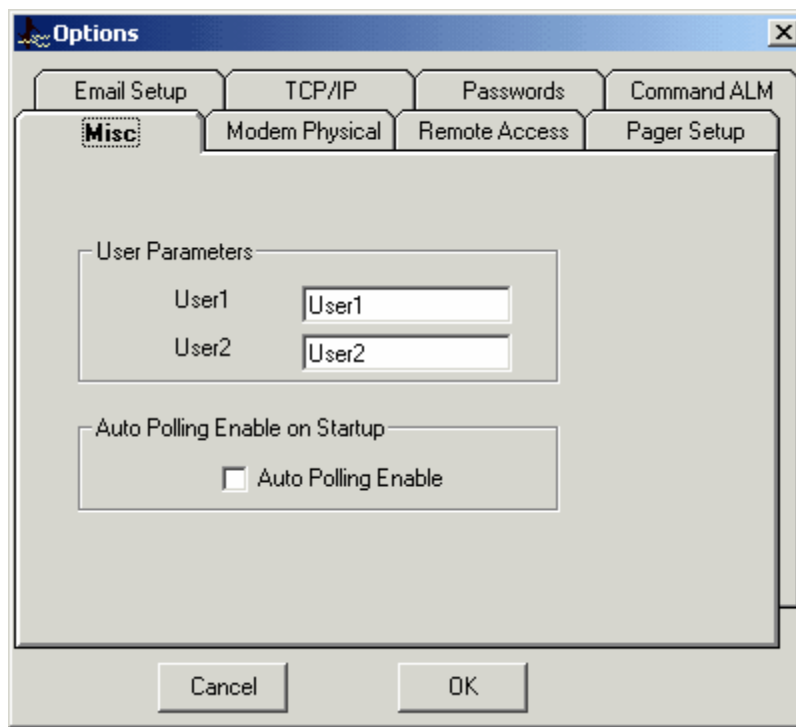 Options
Email Setup TCP/IP Passwords Command ALM
Misc Modem Physical Remote Access Pager Setup
User Parameters
User1 User1
User2 User2
Auto Polling Enable on Startup
Auto Polling Enable
Cancel OK